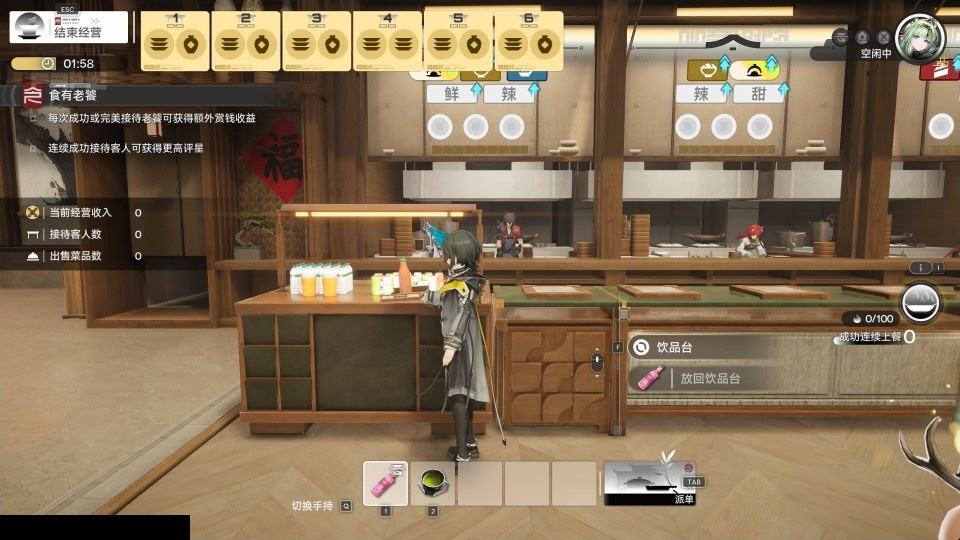 ESC
结束经营
1
2
3
4
5
6
01:58
空闲中
食有老饕
每次成功或完美接待老饕可获得额外赏钱收益
连续成功接待客人可获得更高评星
鲜
辣
辣
甜
福
当前经营收入 0
接待客人数 0
出售菜品数 0
0/100
成功连续上餐 0
F
饮品台
放回饮品台
切换手持 Q
1
2
TAB
派单